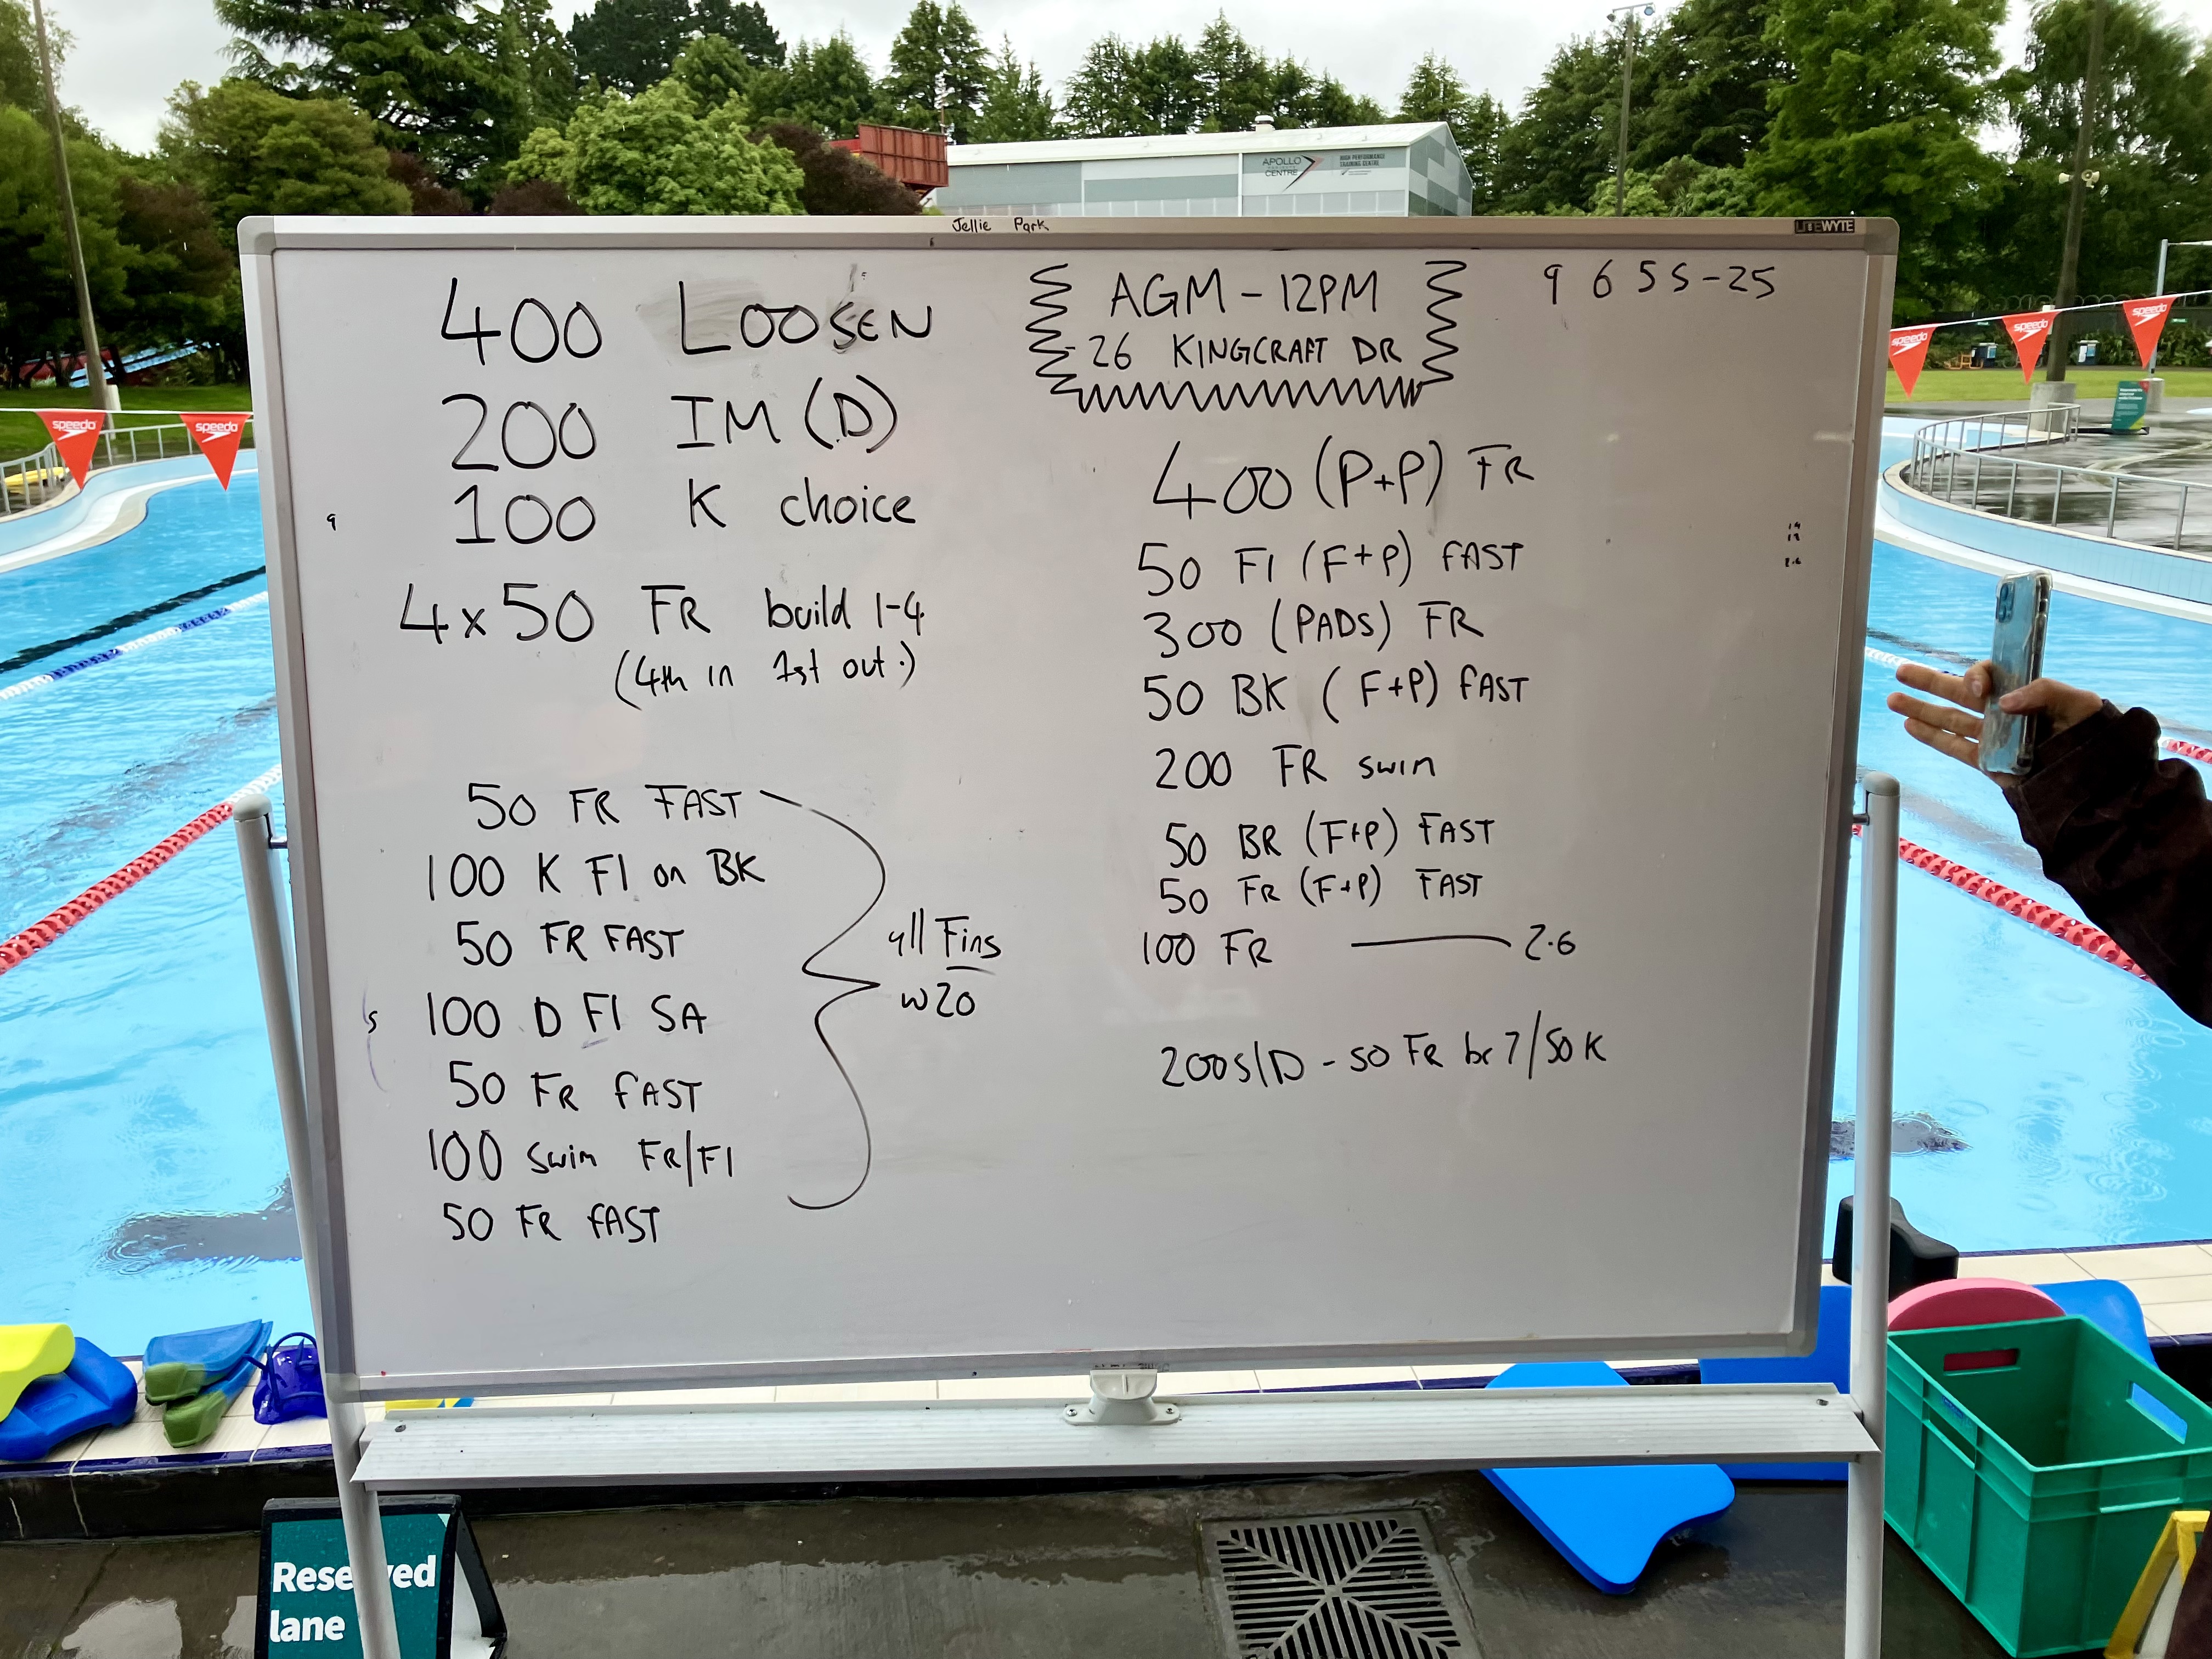 APOLLO
CENTRE
HIGH PERFORMANCE
TRAINING CENTRE
Jellie Park
LITEWYTE
400 LOOSEN
200 IM (D)
100 K choice
4x50 FR build 1-4
(4th in 1st out.)
50 FR FAST
100 K FI on BK
50 FR FAST
100 D FI SA
50 FR FAST
100 swim FR/FI
50 FR FAST
all Fins
w20
AGM - 12PM
26 KINGCRAFT DR
9 6 5 5 - 25
400 (P+P) FR
50 FI (F+P) FAST
300 (PADS) FR
50 BK (F+P) FAST
200 FR swim
50 BR (F+P) FAST
50 FR (F+P) FAST
100 FR — 2.6
200 S/D - 50 FR br 7/50 K
9
5
speedo
speedo
speedo
speedo
speedo
Reserved
lane